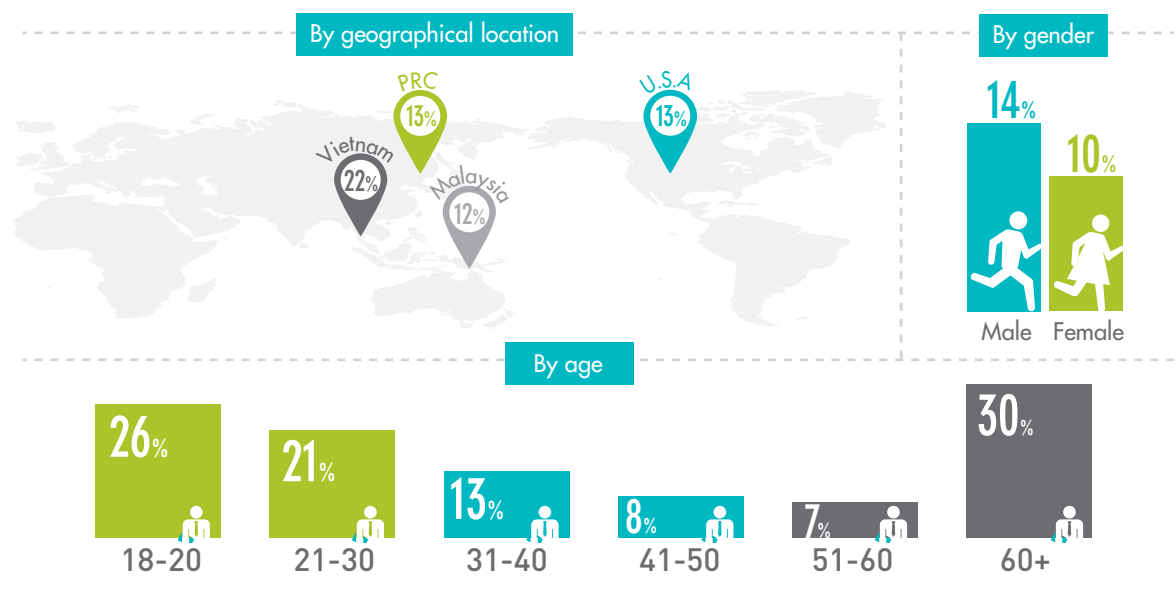 By geographical location
By gender
PRC
13%
U.S.A
13%
Vietnam
22%
Malaysia
12%
14%
10%
Male Female
By age
26%
21%
13%
8%
7%
30%
18-20 21-30 31-40 41-50 51-60 60+